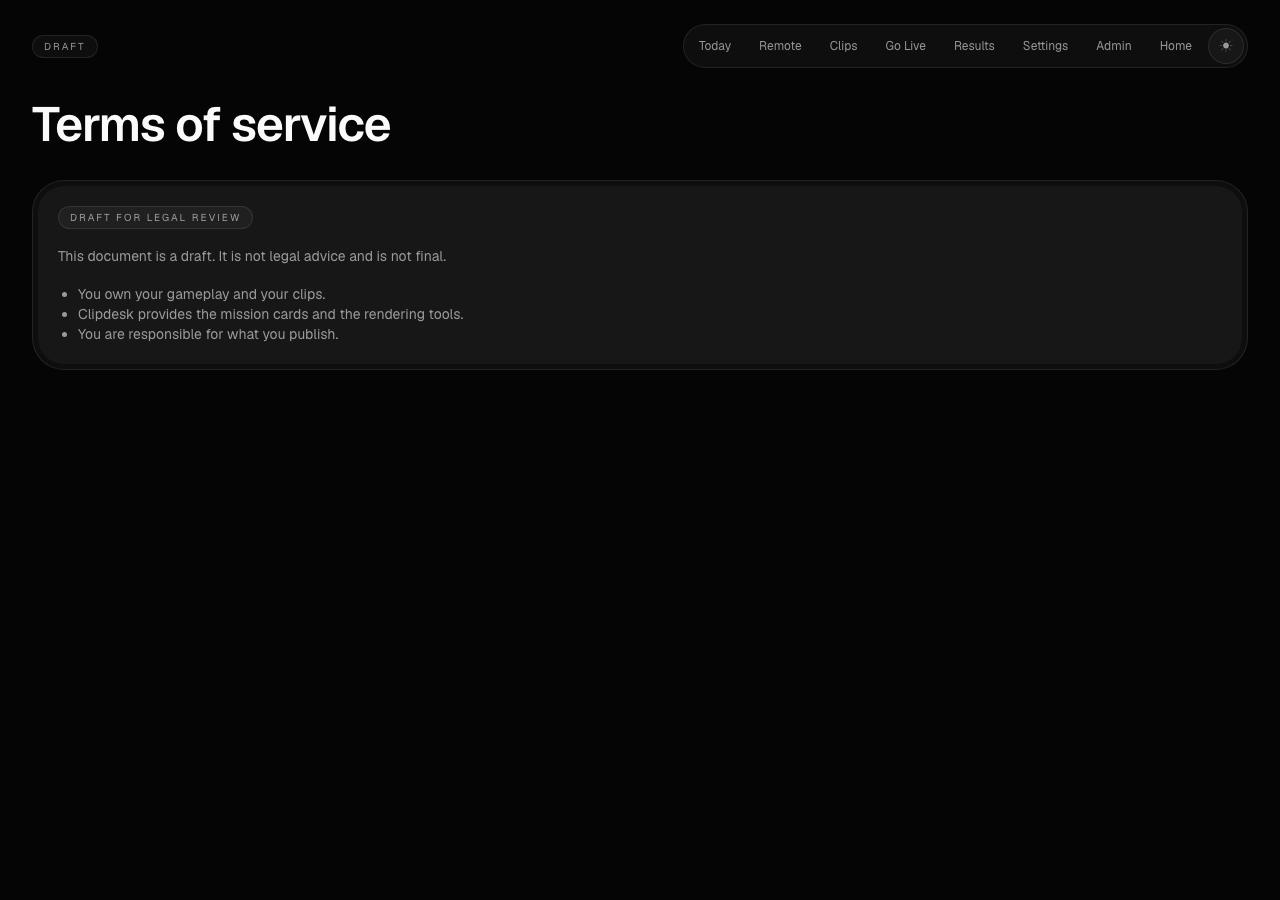 DRAFT
Today Remote Clips Go Live Results Settings Admin Home
Terms of service
DRAFT FOR LEGAL REVIEW
This document is a draft. It is not legal advice and is not final.
You own your gameplay and your clips.
Clipdesk provides the mission cards and the rendering tools.
You are responsible for what you publish.